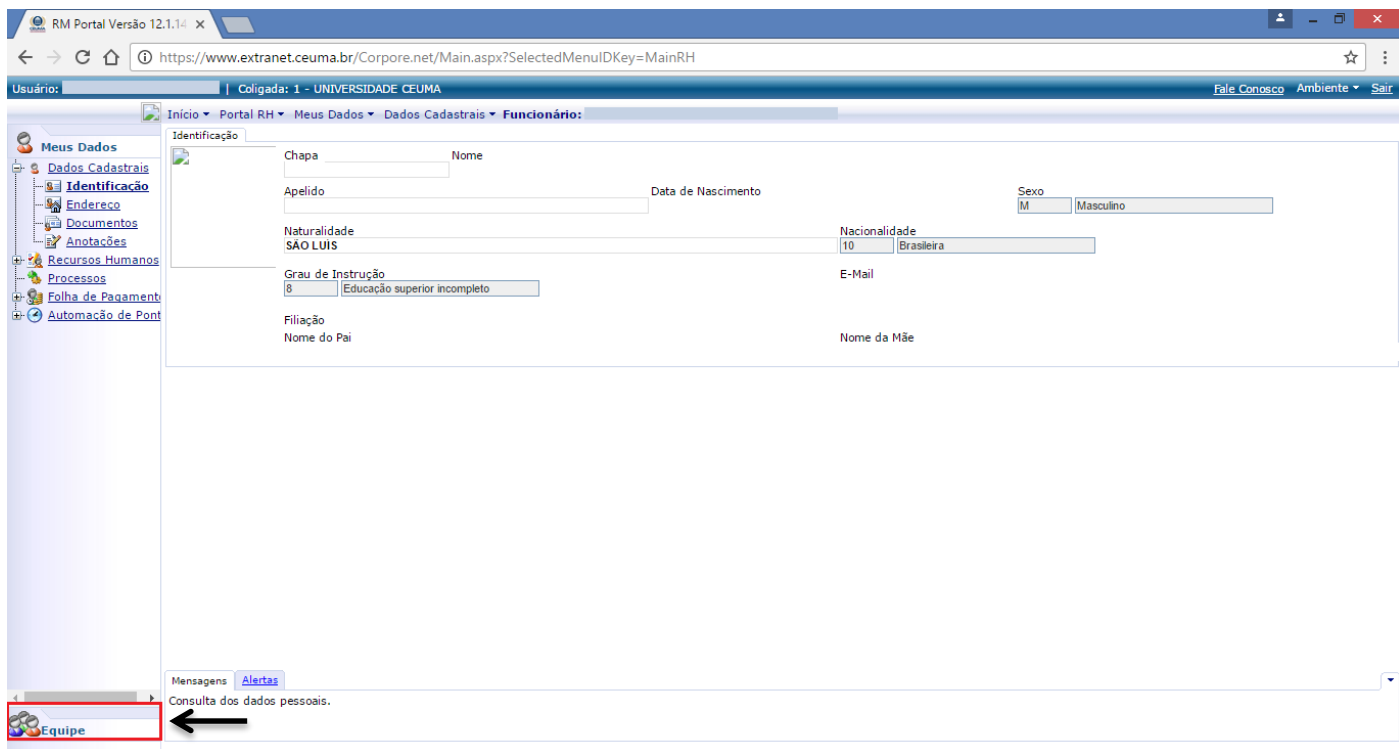 RM Portal Versão 12.1.14
https://www.extranet.ceuma.br/Corpore.net/Main.aspx?SelectedMenuIDKey=MainRH
Usuário: | Coligada: 1 - UNIVERSIDADE CEUMA Fale Conosco Ambiente Sair
Início Portal RH Meus Dados Dados Cadastrais Funcionário:
Meus Dados
Dados Cadastrais
Identificação
Endereço
Documentos
Anotações
Recursos Humanos
Processos
Folha de Pagament
Automação de Pont
Identificação
Chapa Nome
Apelido Data de Nascimento Sexo
M Masculino
Naturalidade Nacionalidade
SÃO LUÍS 10 Brasileira
Grau de Instrução E-Mail
8 Educação superior incompleto
Filiação
Nome do Pai Nome da Mãe
Mensagens Alertas
Consulta dos dados pessoais.
Equipe